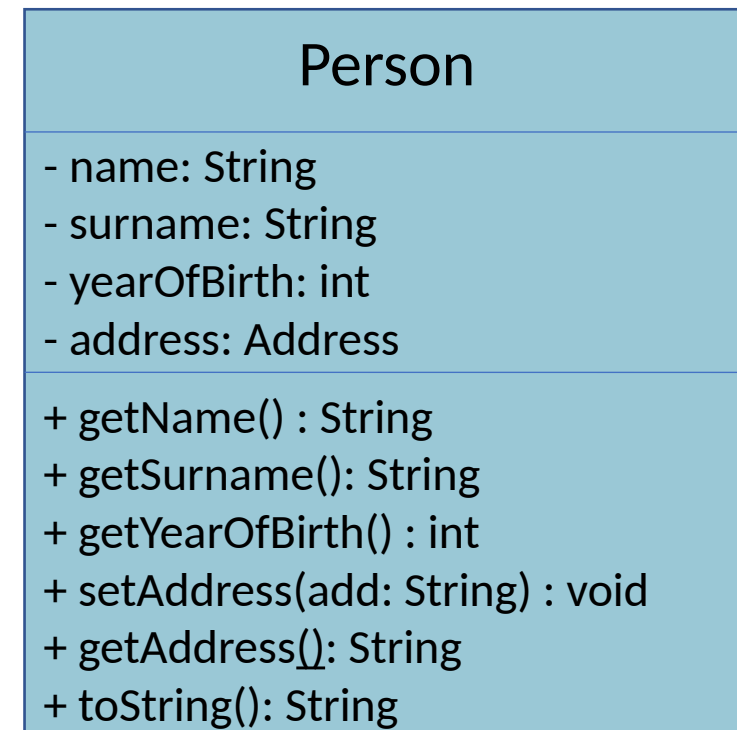 Person
- name: String
- surname: String
- yearOfBirth: int
- address: Address
+ getName() : String
+ getSurname(): String
+ getYearOfBirth() : int
+ setAddress(add: String) : void
+ getAddress(): String
+ toString(): String